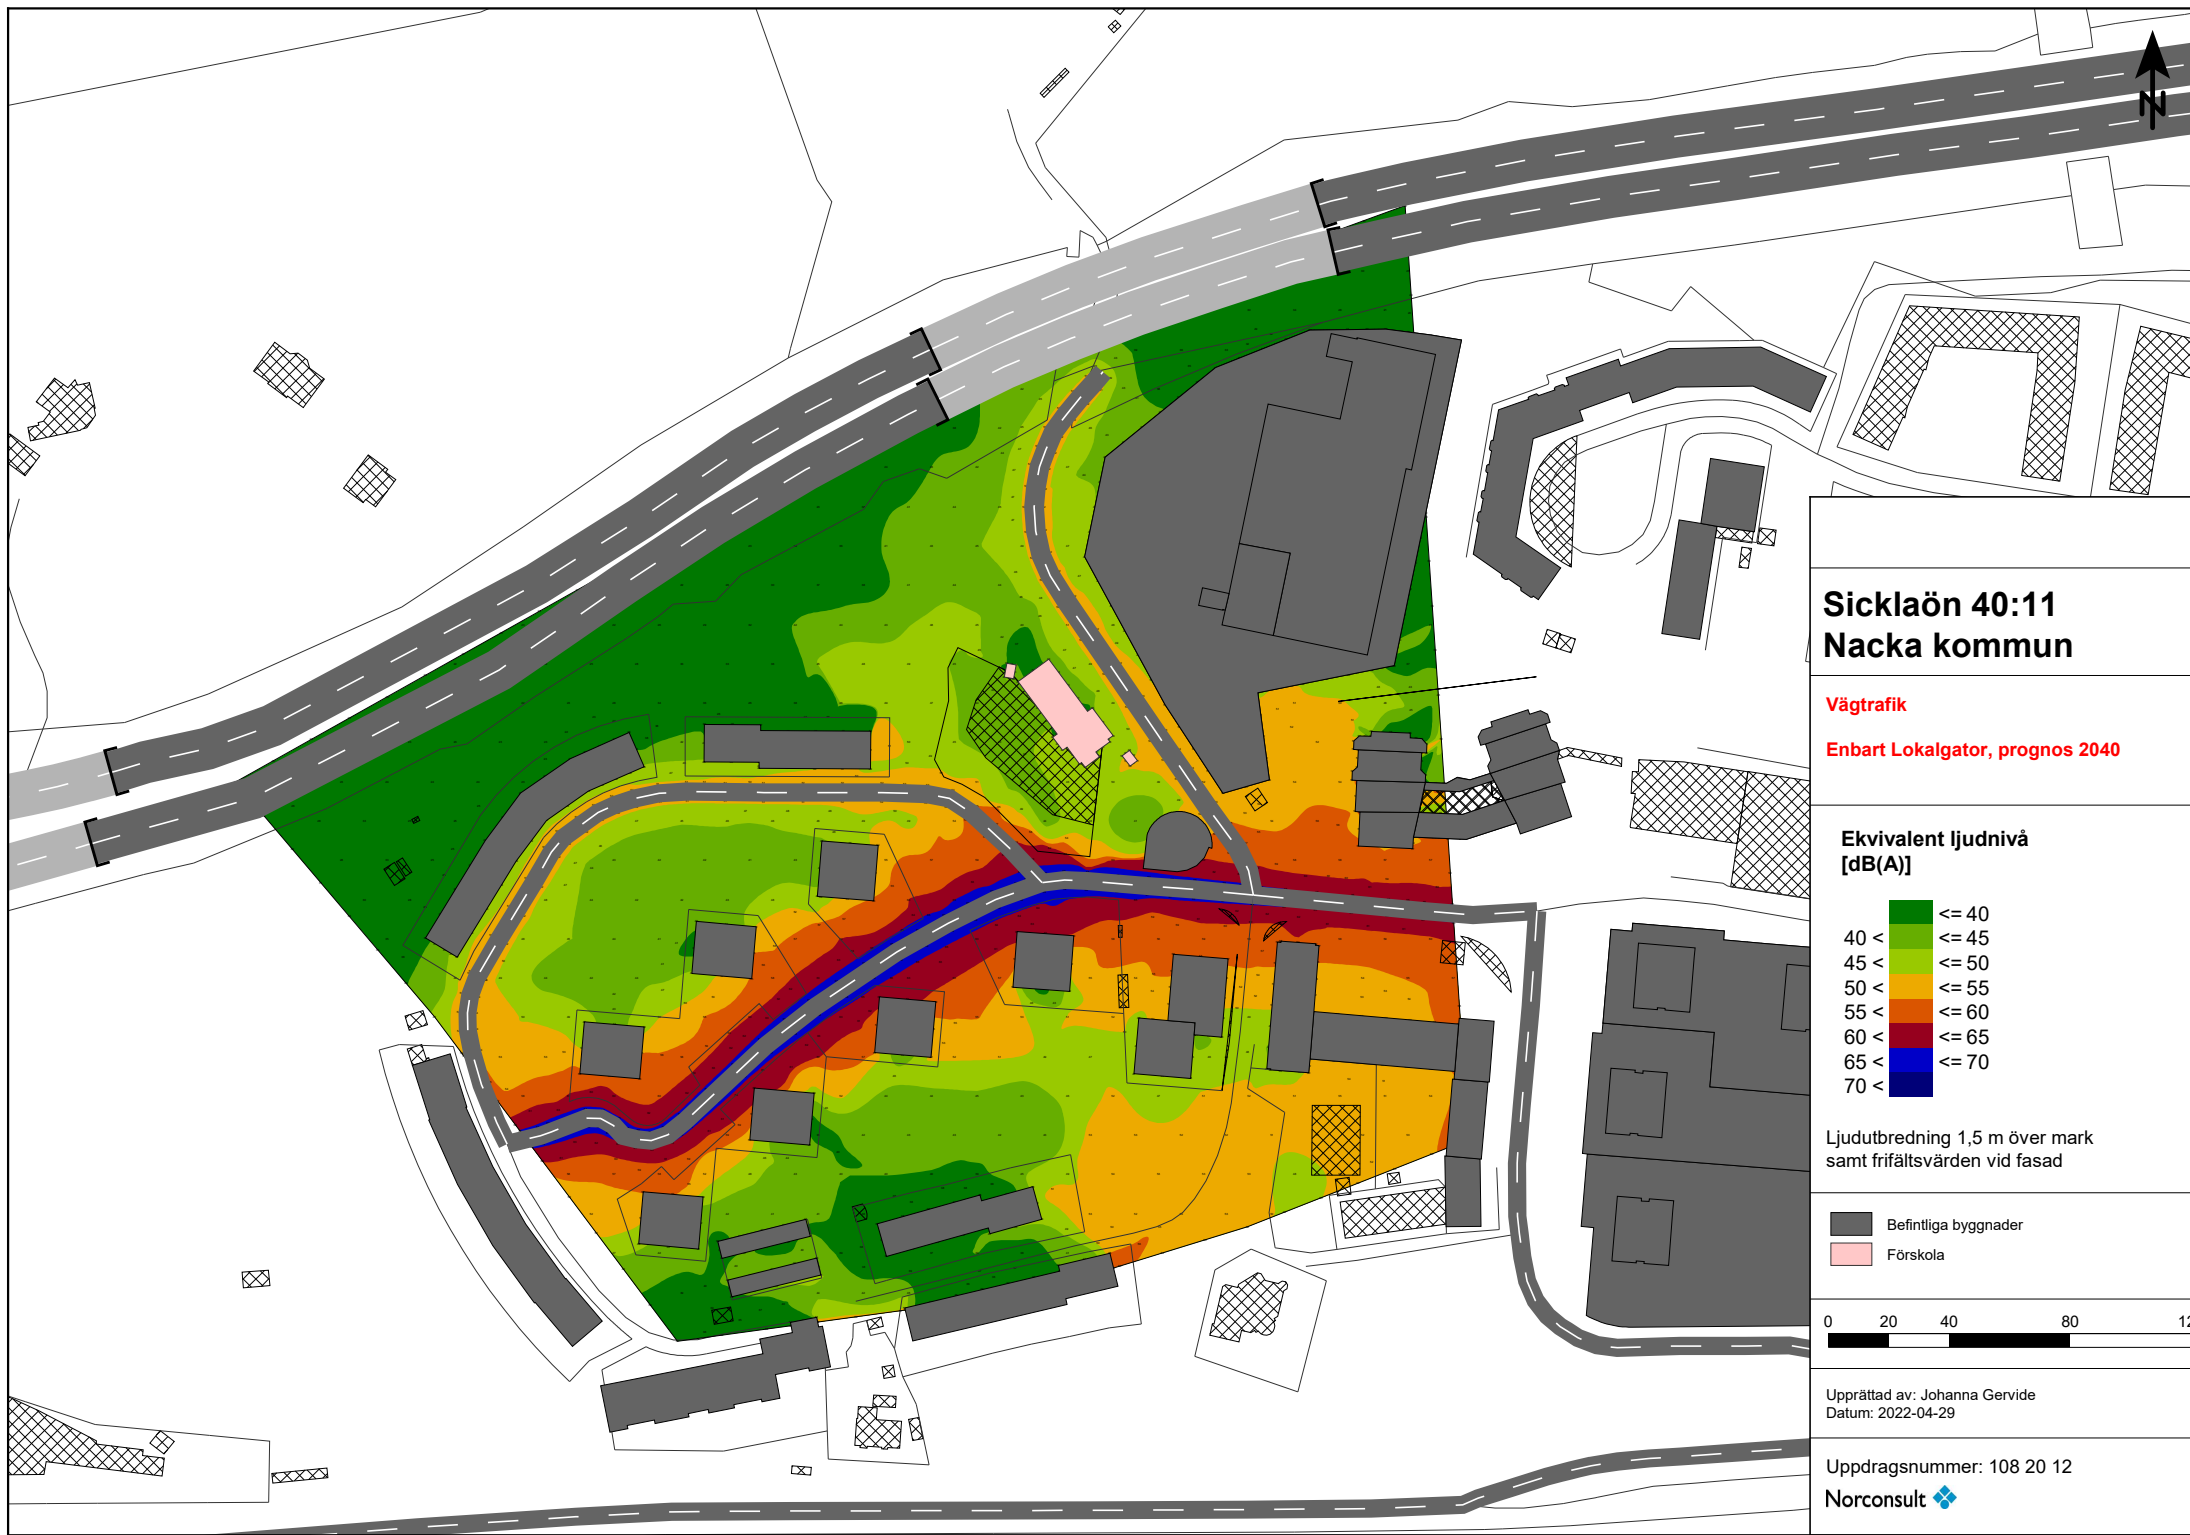 N
Sicklaön 40:11
Nacka kommun
Vägtrafik
Enbart Lokalgator, prognos 2040
Ekvivalent ljudnivå
[dB(A)]
<= 40
40 < <= 45
45 < <= 50
50 < <= 55
55 < <= 60
60 < <= 65
65 < <= 70
70 <
Ljudutbredning 1,5 m över mark
samt frifältsvärden vid fasad
Befintliga byggnader
Förskola
0 20 40 80 12
Upprättad av: Johanna Gervide
Datum: 2022-04-29
Uppdragsnummer: 108 20 12
Norconsult